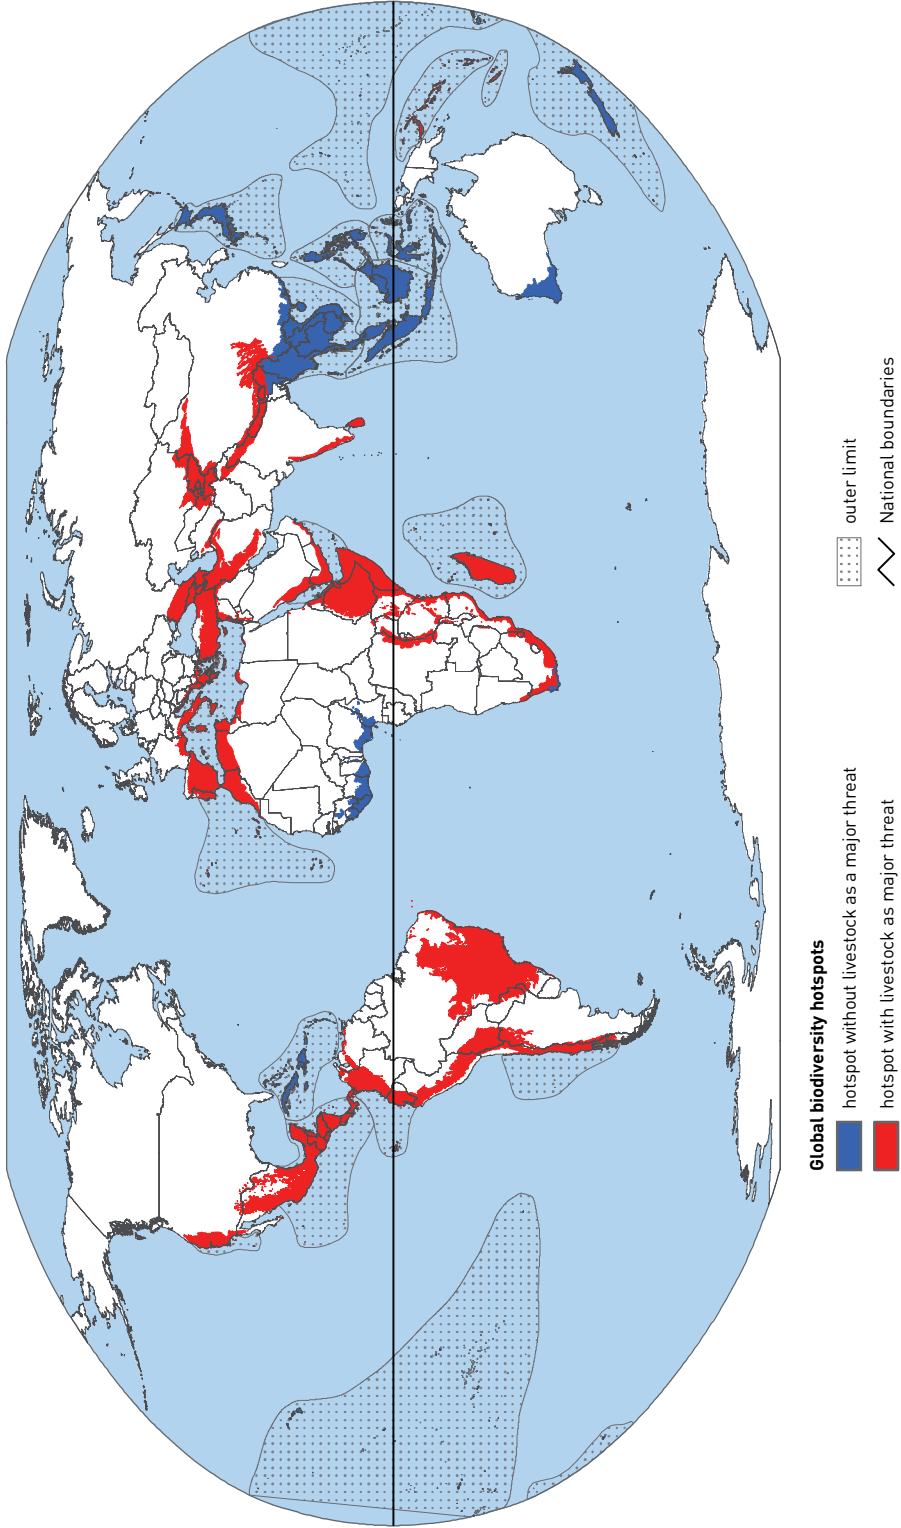 Global biodiversity hotspots
hotspot without livestock as a major threat
hotspot with livestock as major threat
outer limit
National boundaries